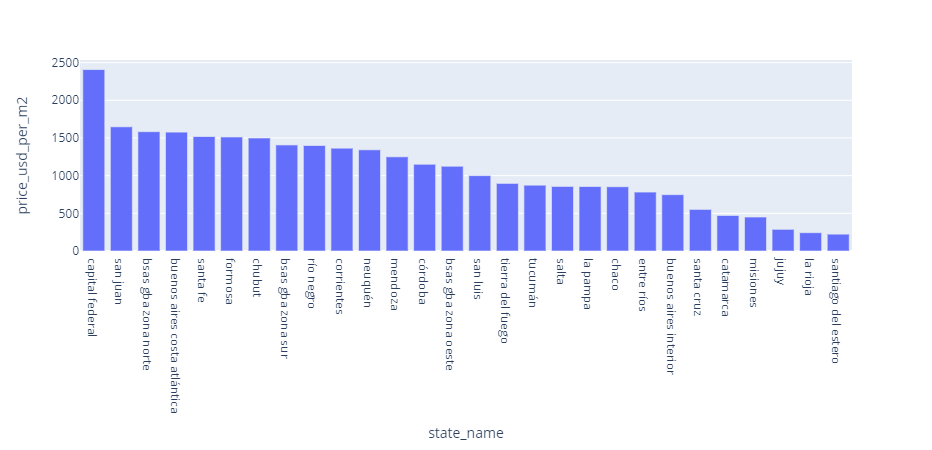 2500
2000
1500
1000
500
0
price_usd_per_m2
capital federal
san juan
bsas gba zona norte
buenos aires costa atlántica
santa fe
formosa
chubut
bsas gba zona sur
río negro
corrientes
neuquén
mendoza
córdoba
bsas gba zona oeste
san luis
tierra del fuego
tucumán
salta
la pampa
chaco
entre ríos
buenos aires interior
santa cruz
catamarca
misiones
jujuy
la rioja
santiago del estero
state_name